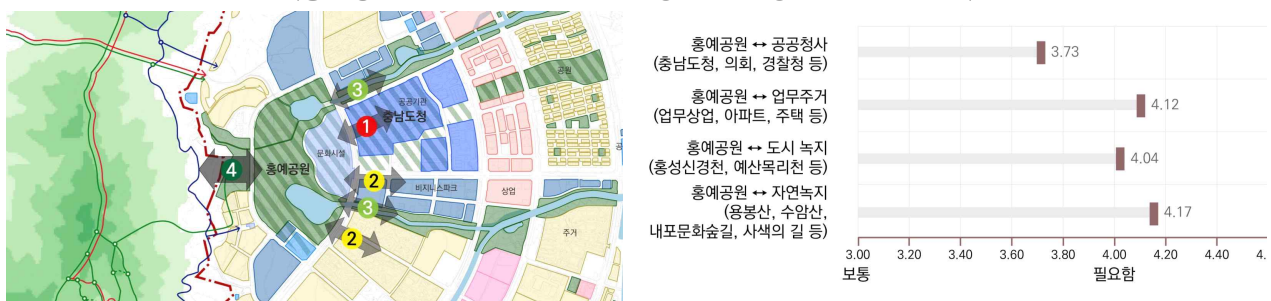 3
공공기관
충남도청
1
공원
문화시설
4
홍예공원
2
비지니스파크
상업
3
2
주거
홍예공원 ↔ 공공청사
(충남도청, 의회, 경찰청 등)
3.73
홍예공원 ↔ 업무주거
(업무상업, 아파트, 주택 등)
4.12
홍예공원 ↔ 도시 녹지
(홍성신경천, 예산목리천 등)
4.04
홍예공원 ↔ 자연녹지
(용봉산, 수암산,
내포문화숲길, 사색의 길 등)
4.17
3.00 3.20 3.40 3.60 3.80 4.00 4.20 4.40 4.
보통 필요함